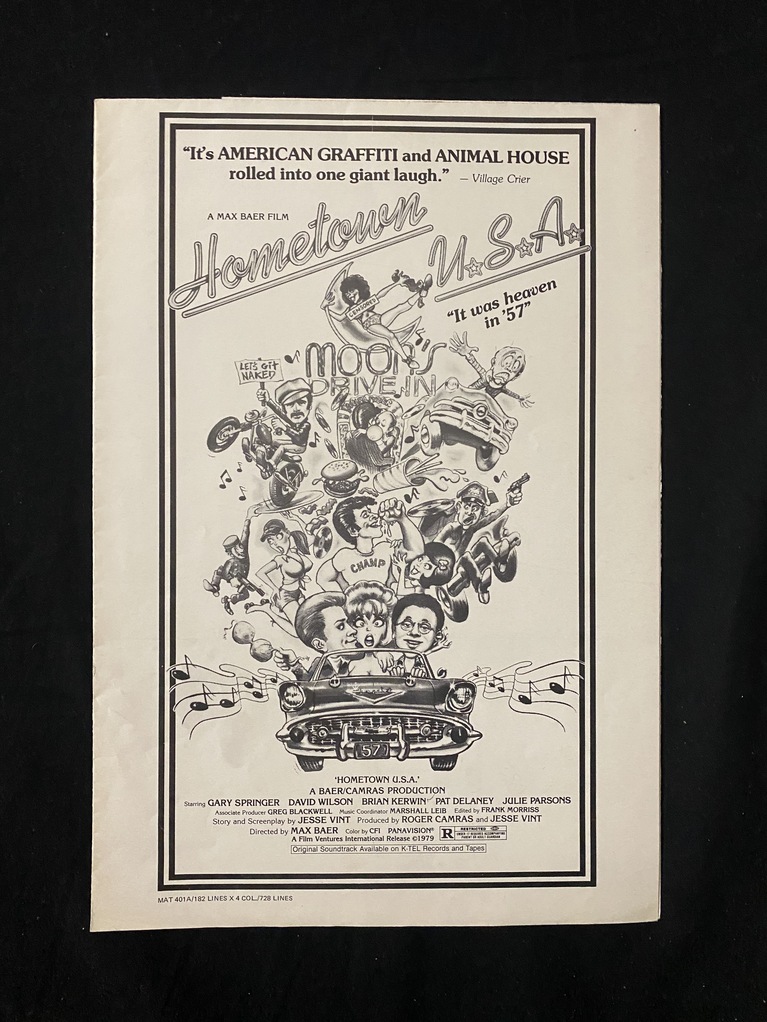 “It's AMERICAN GRAFFITI and ANIMAL HOUSE
rolled into one giant laugh.” — Village Crier
A MAX BAER FILM
Hometown U.S.A.
“It was heaven
in '57”
CENSORED
MOON'S
DRIVE IN
LET'S GIT
NAKED
CHAMP
57
'HOMETOWN U.S.A.'
A BAER/CAMRAS PRODUCTION
Starring GARY SPRINGER DAVID WILSON BRIAN KERWIN PAT DELANEY JULIE PARSONS
Associate Producer GREG BLACKWELL Music Coordinator MARSHALL LEIB Edited by FRANK MORRISS
Story and Screenplay by JESSE VINT Produced by ROGER CAMRAS and JESSE VINT
Directed by MAX BAER Color by CFI PANAVISION® R RESTRICTED
A Film Ventures International Release ©1979
Original Soundtrack Available on K-TEL Records and Tapes
MAT 401A/182 LINES X 4 COL./728 LINES